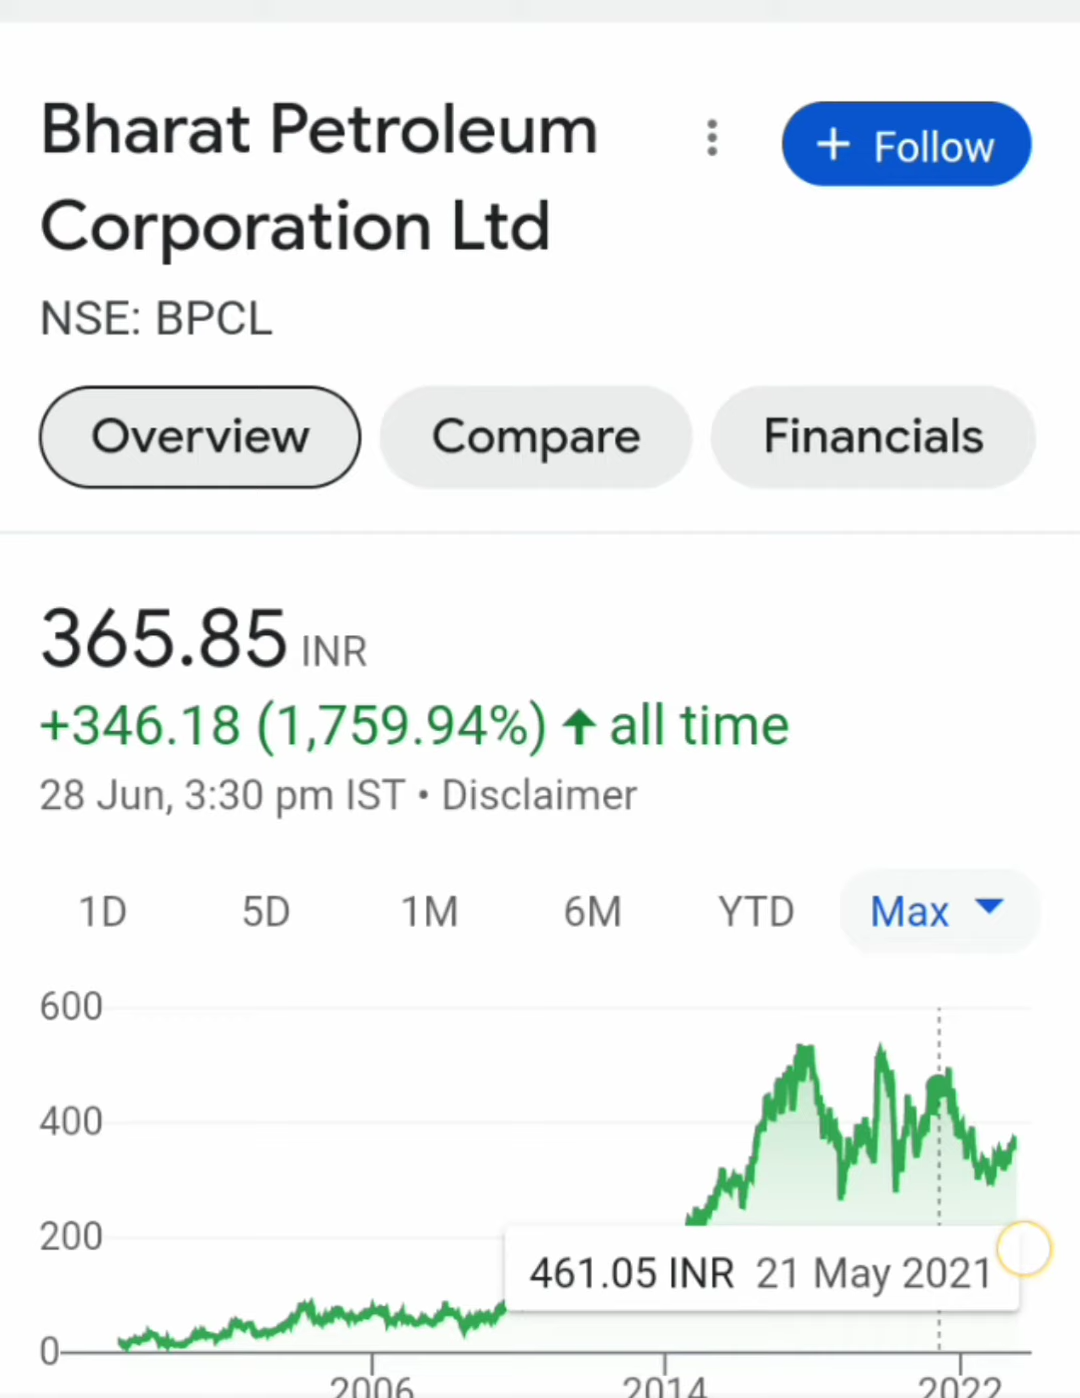 Bharat Petroleum
Corporation Ltd
+ Follow
NSE: BPCL
Overview
Compare
Financials
365.85 INR
+346.18 (1,759.94%) ↑ all time
28 Jun, 3:30 pm IST • Disclaimer
1D 5D 1M 6M YTD Max
600
400
200
461.05 INR 21 May 2021
0
2006 2014 2022